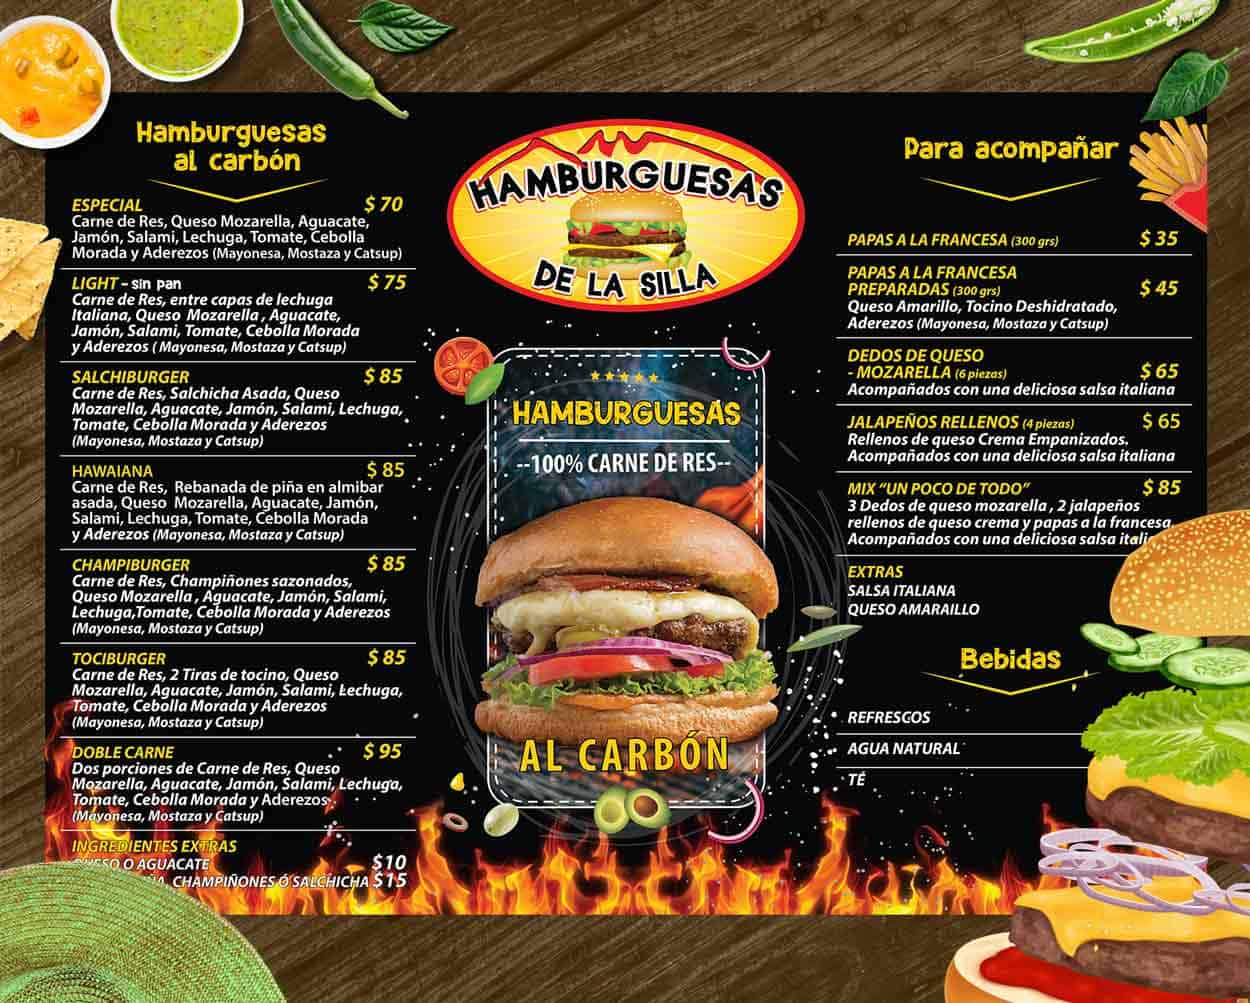 Hamburguesas
al carbón
ESPECIAL $ 70
Carne de Res, Queso Mozarella, Aguacate,
Jamón, Salami, Lechuga, Tomate, Cebolla
Morada y Aderezos (Mayonesa, Mostaza y Catsup)
LIGHT - sin pan $ 75
Carne de Res, entre capas de lechuga
Italiana, Queso Mozarella , Aguacate,
Jamón, Salami, Tomate, Cebolla Morada
y Aderezos ( Mayonesa, Mostaza y Catsup)
SALCHIBURGER $ 85
Carne de Res, Salchicha Asada, Queso
Mozarella, Aguacate, Jamón, Salami, Lechuga,
Tomate, Cebolla Morada y Aderezos
(Mayonesa, Mostaza y Catsup)
HAWAIANA $ 85
Carne de Res, Rebanada de piña en almibar
asada, Queso Mozarella, Aguacate, Jamón,
Salami, Lechuga, Tomate, Cebolla Morada
y Aderezos (Mayonesa, Mostaza y Catsup)
CHAMPIBURGER $ 85
Carne de Res, Champiñones sazonados,
Queso Mozarella , Aguacate, Jamón, Salami,
Lechuga,Tomate, Cebolla Morada y Aderezos
(Mayonesa, Mostaza y Catsup)
TOCIBURGER $ 85
Carne de Res, 2 Tiras de tocino, Queso
Mozarella, Aguacate, Jamón, Salami, Lechuga,
Tomate, Cebolla Morada y Aderezos
(Mayonesa, Mostaza y Catsup)
DOBLE CARNE $ 95
Dos porciones de Carne de Res, Queso
Mozarella, Aguacate, Jamón, Salami, Lechuga,
Tomate, Cebolla Morada y Aderezos
(Mayonesa, Mostaza y Catsup)
INGREDIENTES EXTRAS
QUESO O AGUACATE $10
CHAMPIÑONES Ó SALCHICHA $15
HAMBURGUESAS
DE LA SILLA
HAMBURGUESAS
--100% CARNE DE RES--
AL CARBÓN
Para acompañar
PAPAS A LA FRANCESA (300 grs) $ 35
PAPAS A LA FRANCESA
PREPARADAS (300 grs) $ 45
Queso Amarillo, Tocino Deshidratado,
Aderezos (Mayonesa, Mostaza y Catsup)
DEDOS DE QUESO
- MOZARELLA (6 piezas) $ 65
Acompañados con una deliciosa salsa italiana
JALAPEÑOS RELLENOS (4 piezas) $ 65
Rellenos de queso Crema Empanizados.
Acompañados con una deliciosa salsa italiana
MIX “UN POCO DE TODO” $ 85
3 Dedos de queso mozarella , 2 jalapeños
rellenos de queso crema y papas a la francesa.
Acompañados con una deliciosa salsa
EXTRAS
SALSA ITALIANA
QUESO AMARAILLO
Bebidas
REFRESCOS
AGUA NATURAL
TÉ